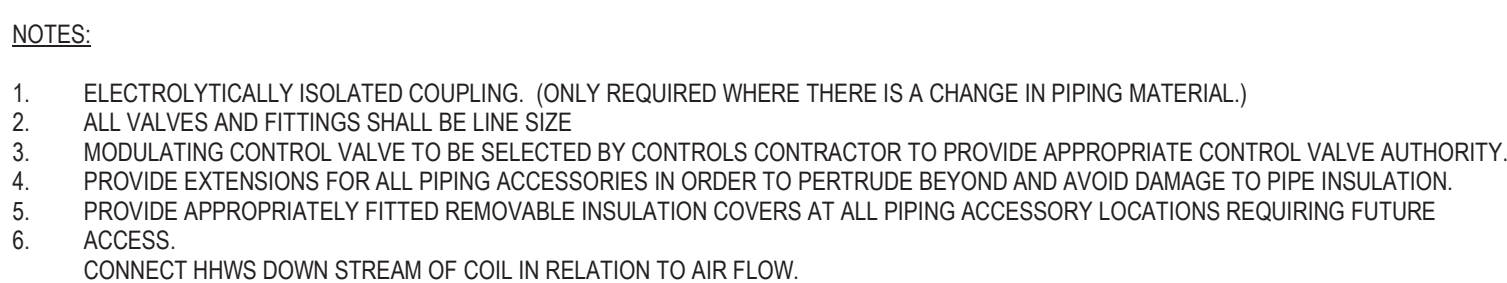 NOTES:
1. ELECTROLYTICALLY ISOLATED COUPLING. (ONLY REQUIRED WHERE THERE IS A CHANGE IN PIPING MATERIAL.)
2. ALL VALVES AND FITTINGS SHALL BE LINE SIZE
3. MODULATING CONTROL VALVE TO BE SELECTED BY CONTROLS CONTRACTOR TO PROVIDE APPROPRIATE CONTROL VALVE AUTHORITY.
4. PROVIDE EXTENSIONS FOR ALL PIPING ACCESSORIES IN ORDER TO PERTRUDE BEYOND AND AVOID DAMAGE TO PIPE INSULATION.
5. PROVIDE APPROPRIATELY FITTED REMOVABLE INSULATION COVERS AT ALL PIPING ACCESSORY LOCATIONS REQUIRING FUTURE
6. ACCESS.
CONNECT HHWS DOWN STREAM OF COIL IN RELATION TO AIR FLOW.